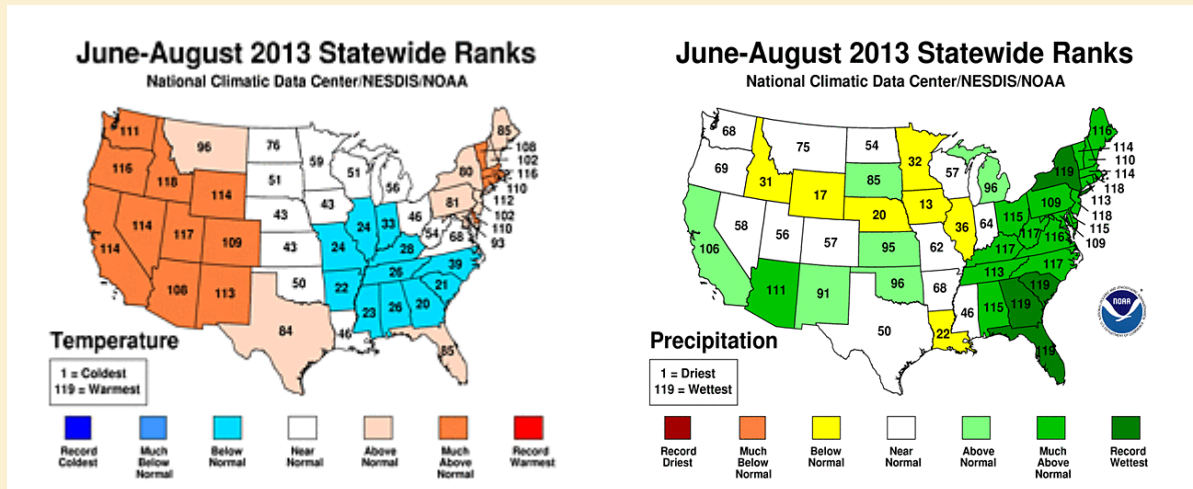 June-August 2013 Statewide Ranks
National Climatic Data Center/NESDIS/NOAA
111
96
76
59
85
108
102
116
110
112
102
110
93
116
118
114
51
51
56
80
81
43
43
46
54
68
114
114
117
109
43
24
24
33
28
39
108
113
50
22
26
21
84
46
23
26
20
85
Temperature
1 = Coldest
119 = Warmest
Record
Coldest
Much
Below
Normal
Below
Normal
Near
Normal
Above
Normal
Much
Above
Normal
Record
Warmest
June-August 2013 Statewide Ranks
National Climatic Data Center/NESDIS/NOAA
68
75
54
32
57
116
114
110
114
118
113
118
115
109
69
31
17
85
96
119
109
20
13
36
64
115
117
116
106
58
56
57
95
62
117
117
111
91
96
68
113
119
50
22
46
115
119
119
NOAA
Precipitation
1 = Driest
119 = Wettest
Record
Driest
Much
Below
Normal
Below
Normal
Near
Normal
Above
Normal
Much
Above
Normal
Record
Wettest